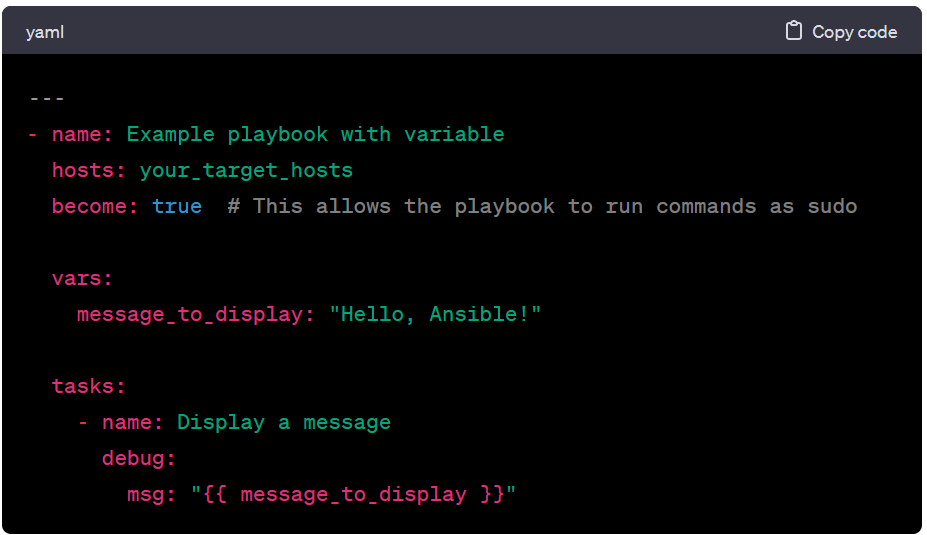 yaml
Copy code
---
- name: Example playbook with variable
  hosts: your_target_hosts
  become: true  # This allows the playbook to run commands as sudo

  vars:
    message_to_display: "Hello, Ansible!"

  tasks:
    - name: Display a message
      debug:
        msg: "{{ message_to_display }}"